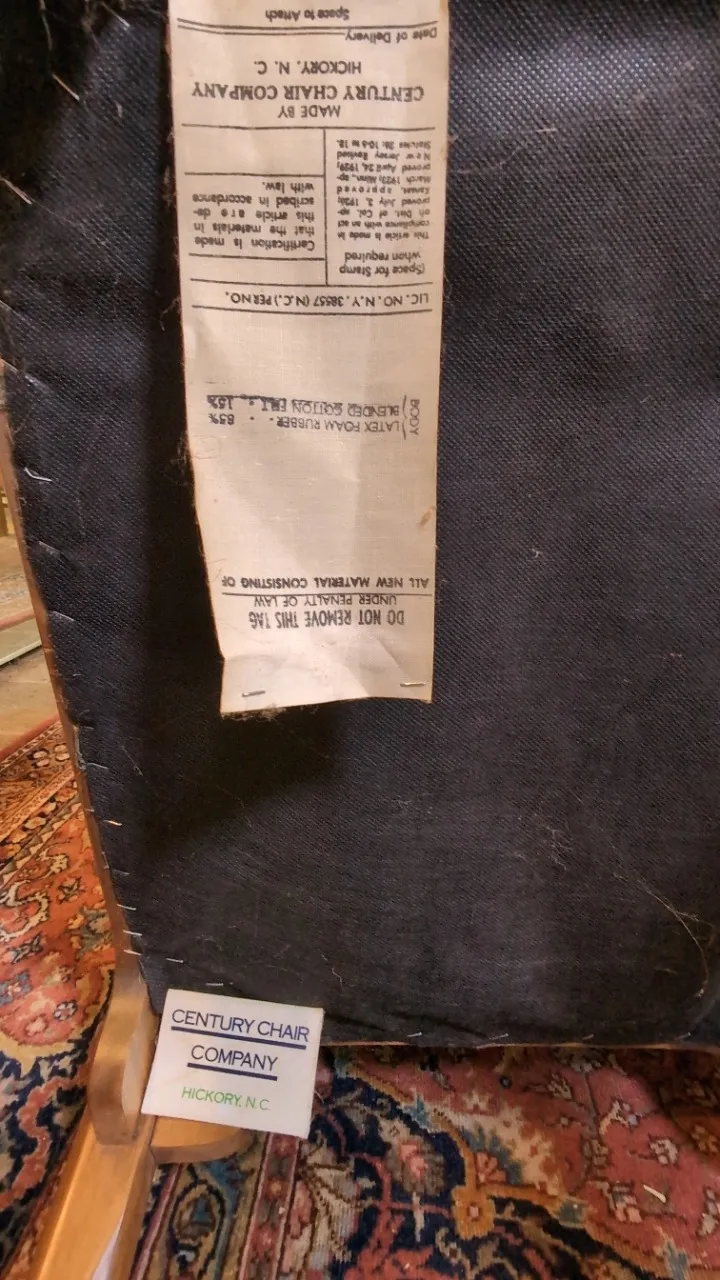 DO NOT REMOVE THIS TAG
UNDER PENALTY OF LAW
ALL NEW MATERIAL CONSISTING OF
BODY
LATEX FOAM RUBBER - - 85%
BLENDED COTTON FELT - - 15%
LIC. NO. N.Y. 38557 (N.C.) PER NO.
(Space for Stamp
when required
This article is made in
compliance with an act
of Dist. of Col. ap-
proved July 3, 1926;
Kansas, approved
March 1923; Minn., ap-
proved April 24, 1929;
New Jersey Revised
Statutes 26: 10-6 to 18.
Certification is made
that the materials in
this article are de-
scribed in accordance
with law.
MADE BY
CENTURY CHAIR COMPANY
HICKORY, N. C.
Date of Delivery
Space to Attach
CENTURY CHAIR
COMPANY
HICKORY, N.C.